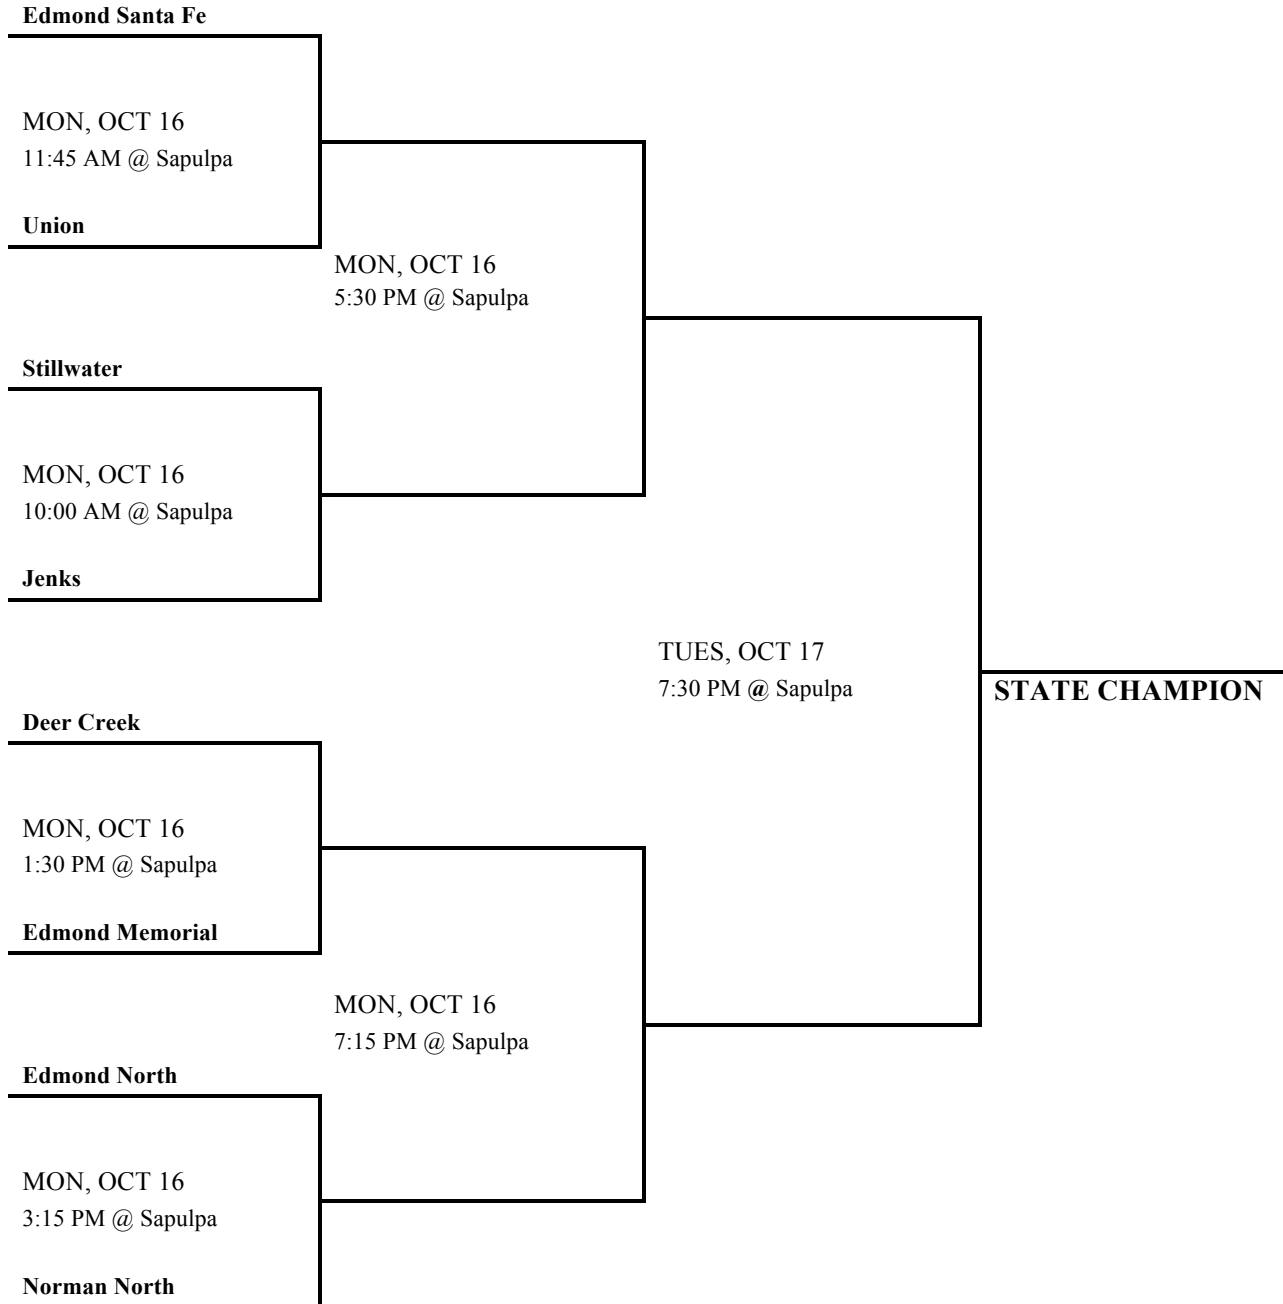 Edmond Santa Fe
MON, OCT 16
11:45 AM @ Sapulpa
Union
MON, OCT 16
5:30 PM @ Sapulpa
Stillwater
MON, OCT 16
10:00 AM @ Sapulpa
Jenks
TUES, OCT 17
7:30 PM @ Sapulpa
STATE CHAMPION
Deer Creek
MON, OCT 16
1:30 PM @ Sapulpa
Edmond Memorial
MON, OCT 16
7:15 PM @ Sapulpa
Edmond North
MON, OCT 16
3:15 PM @ Sapulpa
Norman North